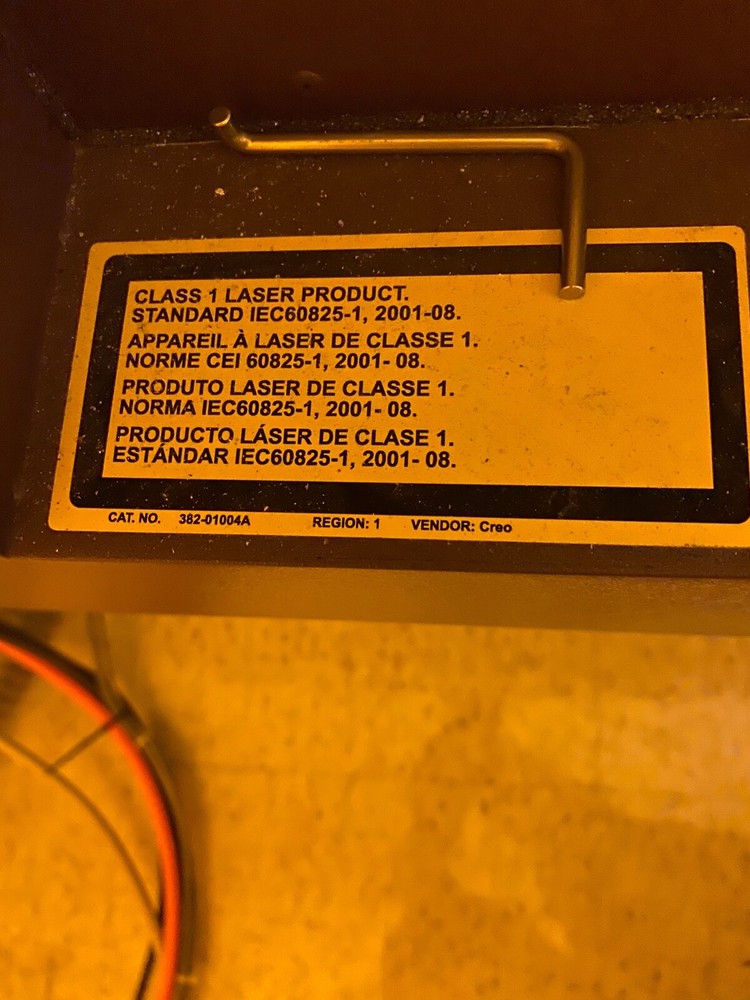 CLASS 1 LASER PRODUCT.
STANDARD IEC60825-1, 2001-08.
APPAREIL À LASER DE CLASSE 1.
NORME CEI 60825-1, 2001- 08.
PRODUTO LASER DE CLASSE 1.
NORMA IEC60825-1, 2001- 08.
PRODUCTO LÁSER DE CLASE 1.
ESTÁNDAR IEC60825-1, 2001- 08.
CAT. NO. 382-01004A REGION: 1 VENDOR: Creo